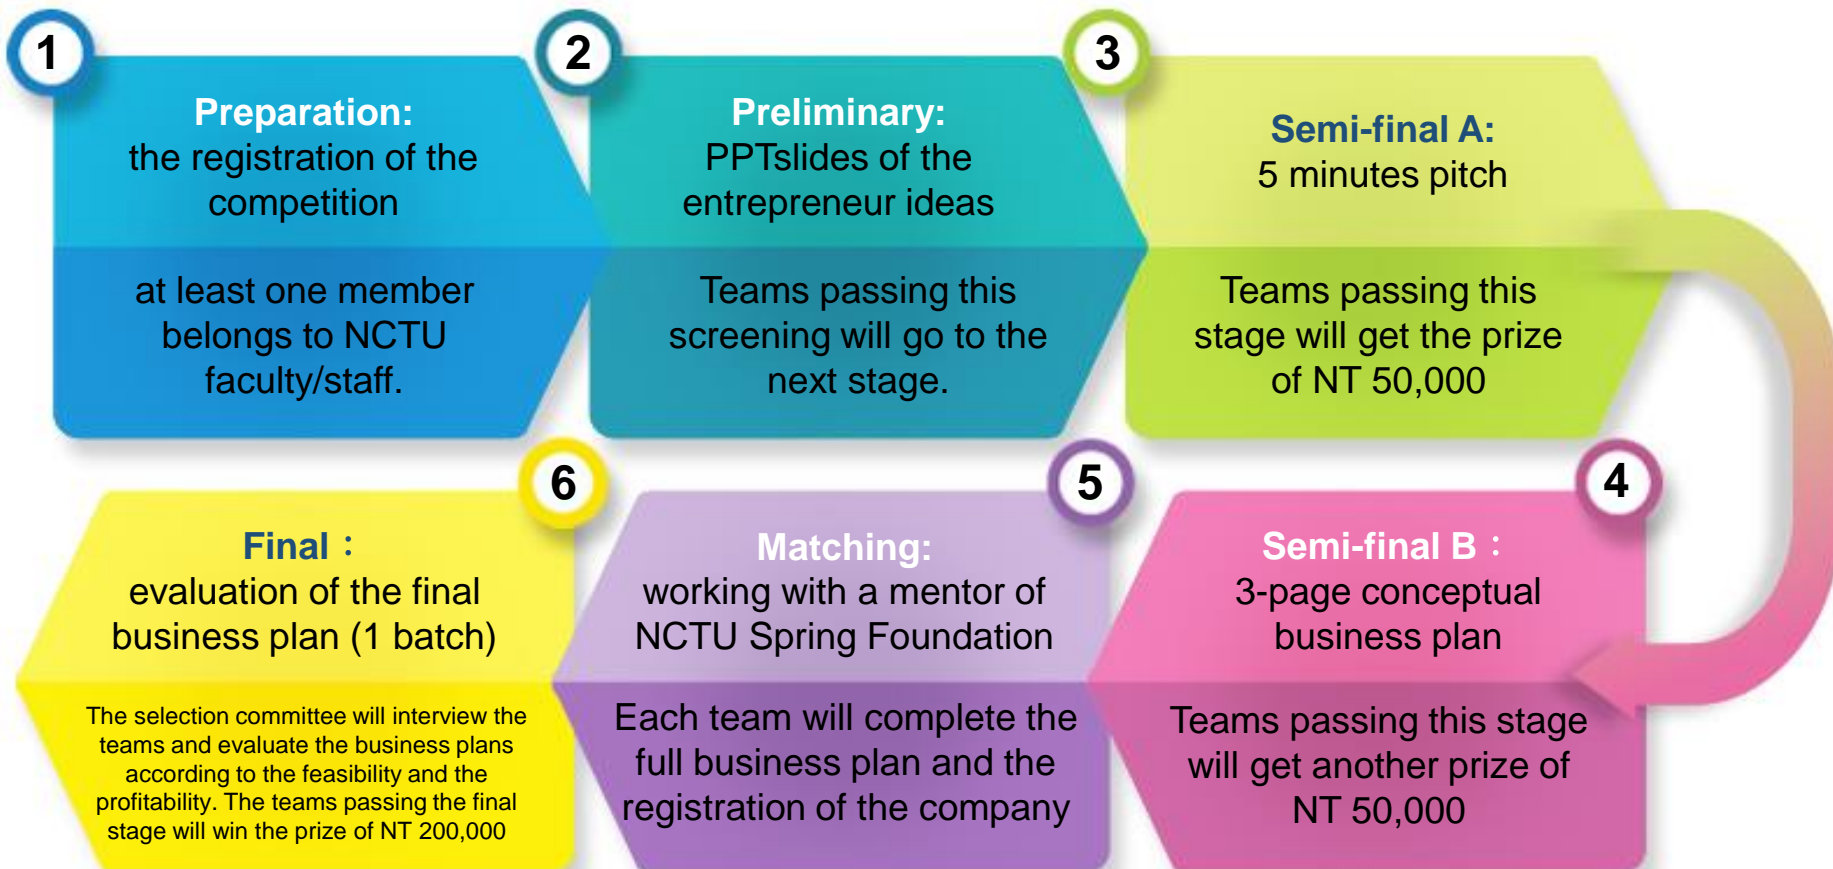 1
Preparation:
the registration of the
competition
at least one member
belongs to NCTU
faculty/staff.
2
Preliminary:
PPTslides of the
entrepreneur ideas
Teams passing this
screening will go to the
next stage.
3
Semi-final A:
5 minutes pitch
Teams passing this
stage will get the prize
of NT 50,000
4
Semi-final B：
3-page conceptual
business plan
Teams passing this stage
will get another prize of
NT 50,000
5
Matching:
working with a mentor of
NCTU Spring Foundation
Each team will complete the
full business plan and the
registration of the company
6
Final：
evaluation of the final
business plan (1 batch)
The selection committee will interview the
teams and evaluate the business plans
according to the feasibility and the
profitability. The teams passing the final
stage will win the prize of NT 200,000